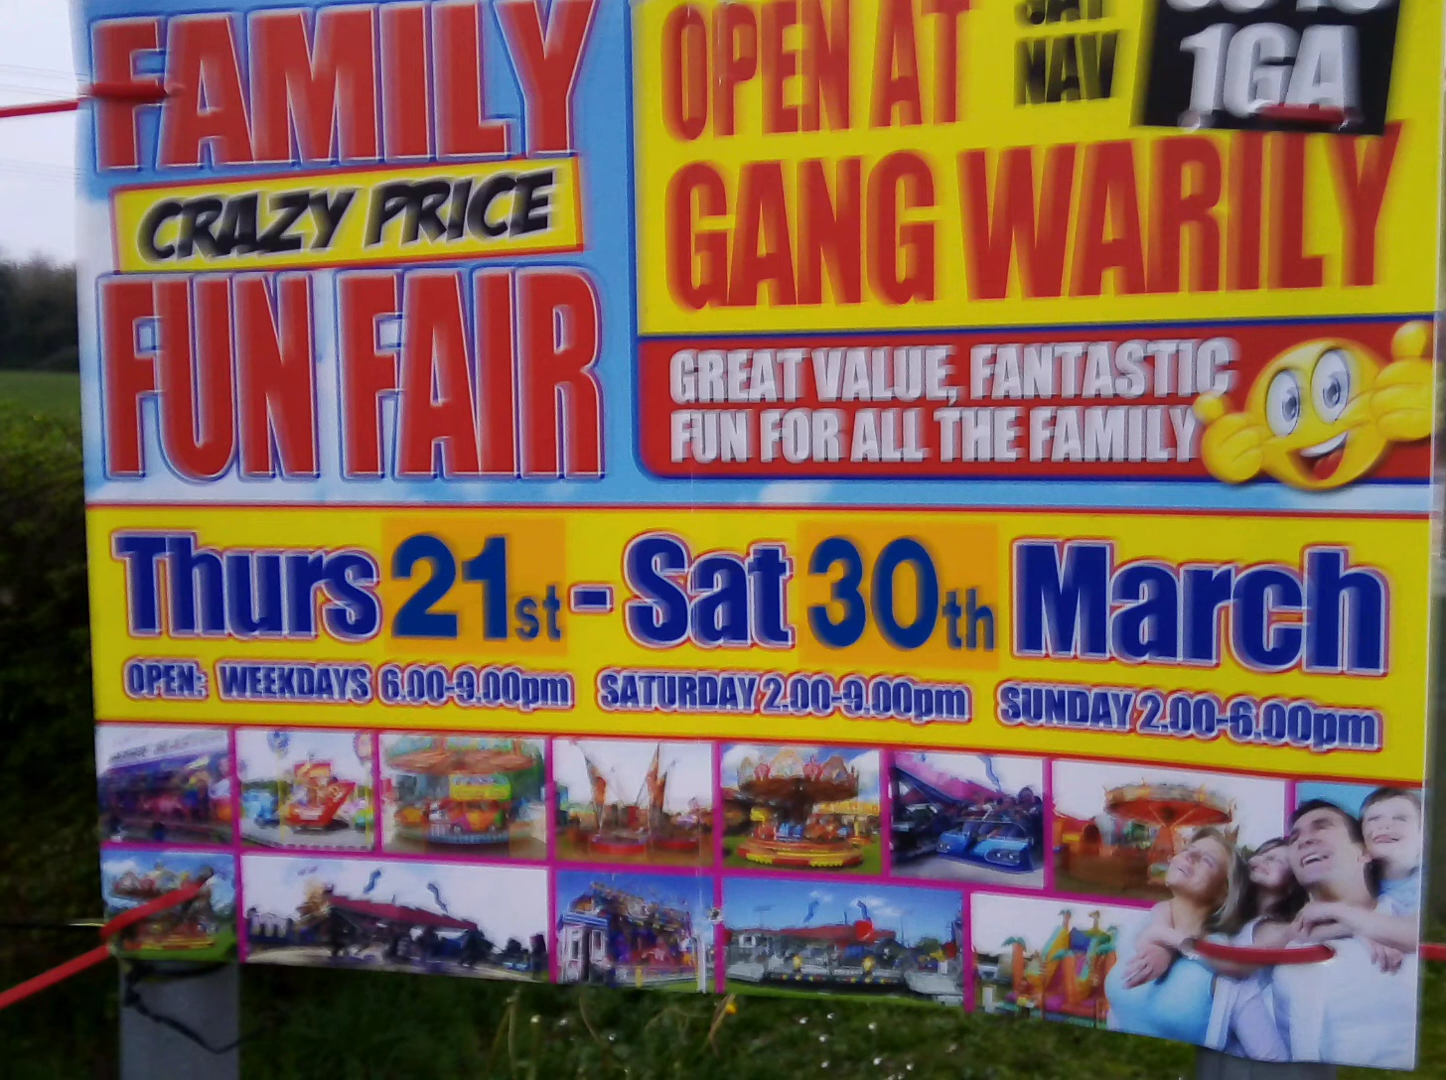 FAMILY
CRAZY PRICE
FUN FAIR
OPEN AT
SAT
NAV
1GA
GANG WARILY
GREAT VALUE, FANTASTIC
FUN FOR ALL THE FAMILY
Thurs 21st - Sat 30th March
OPEN: WEEKDAYS 6.00-9.00pm SATURDAY 2.00-9.00pm SUNDAY 2.00-6.00pm